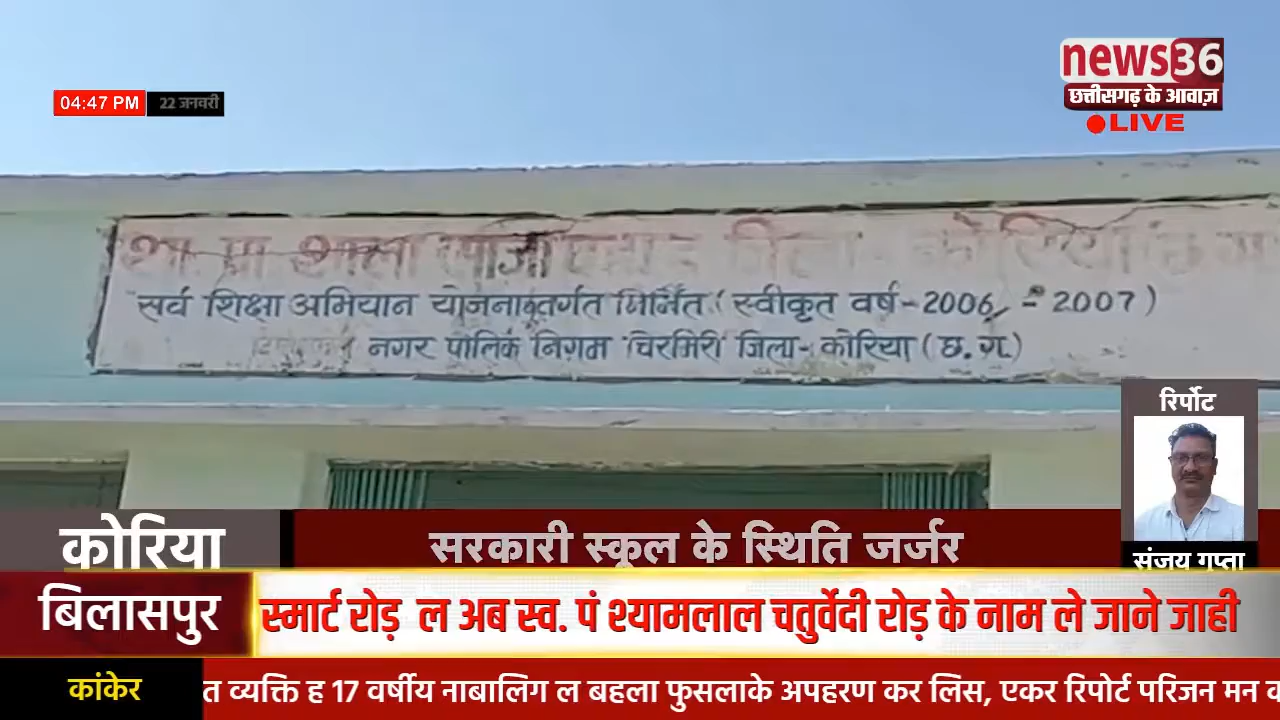 news36
छत्तीसगढ़ के आवाज़
LIVE
04:47 PM 22 जनवरी
शा. प्रा शाला जिला - कोरिया
सर्व शिक्षा अभियान योजनान्तर्गत निर्मित (स्वीकृत वर्ष-2006 - 2007)
नगर पालिक निगम चिरमिरी जिला- कोरिया (छ.ग.)
रिर्पोट
संजय गुप्ता
कोरिया सरकारी स्कूल के स्थिति जर्जर
बिलासपुर स्मार्ट रोड़ ल अब स्व. पं श्यामलाल चतुर्वेदी रोड़ के नाम ले जाने जाही
कांकेर त व्यक्ति ह 17 वर्षीय नाबालिग ल बहला फुसलाके अपहरण कर लिस, एकर रिपोर्ट परिजन मन